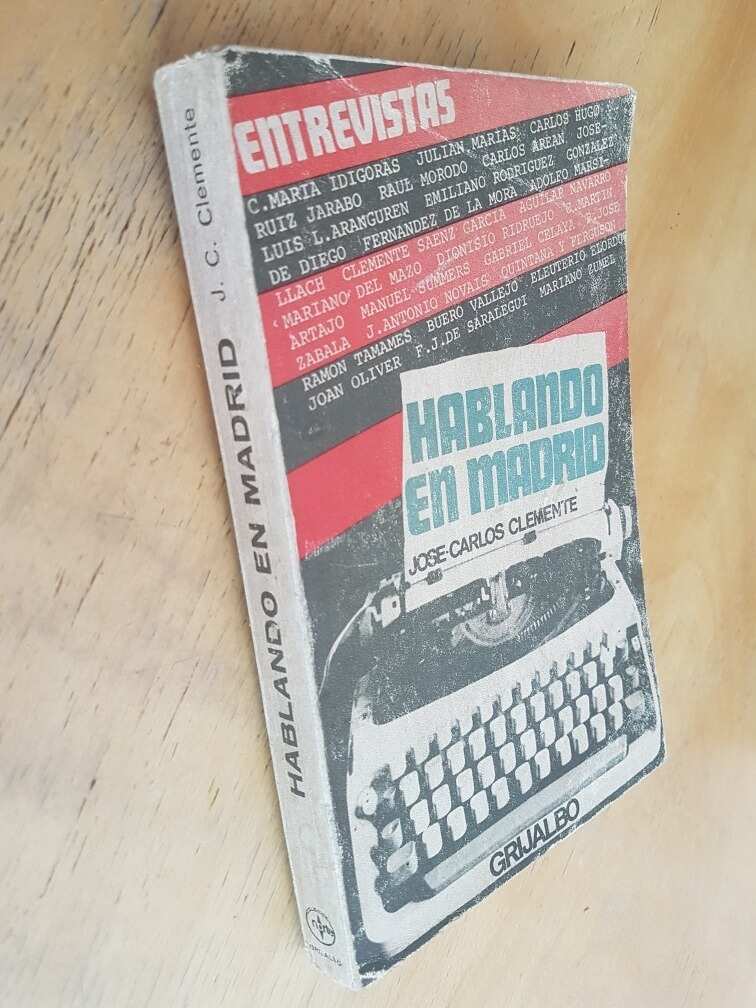 ENTREVISTAS
C. MARIA IDIGORAS JULIAN MARIAS CARLOS HUGO
RUIZ JARABO RAUL MORODO CARLOS AREAN JOSE-
LUIS L. ARANGUREN EMILIANO RODRIGUEZ GONZALEZ
DE DIEGO FERNANDEZ DE LA MORA ADOLFO MARSI-
LLACH CLEMENTE SAENZ GARCIA AGUILAR NAVARRO
MARIANO DEL MAZO DIONISIO RIDRUEJO C. MARTIN
ARTAJO MANUEL SUMMERS GABRIEL CELAYA R. JOSE
ZABALA J. ANTONIO NOVAIS QUINTANA Y FERGUSON
RAMON TAMAMES BUERO VALLEJO ELEUTERIO ELORDUY
JOAN OLIVER F.J. DE SARALEGUI MARIANO ZUMEL
HABLANDO
EN MADRID
JOSE-CARLOS CLEMENTE
GRIJALBO
HABLANDO EN MADRID J. C. Clemente
GRIJALBO